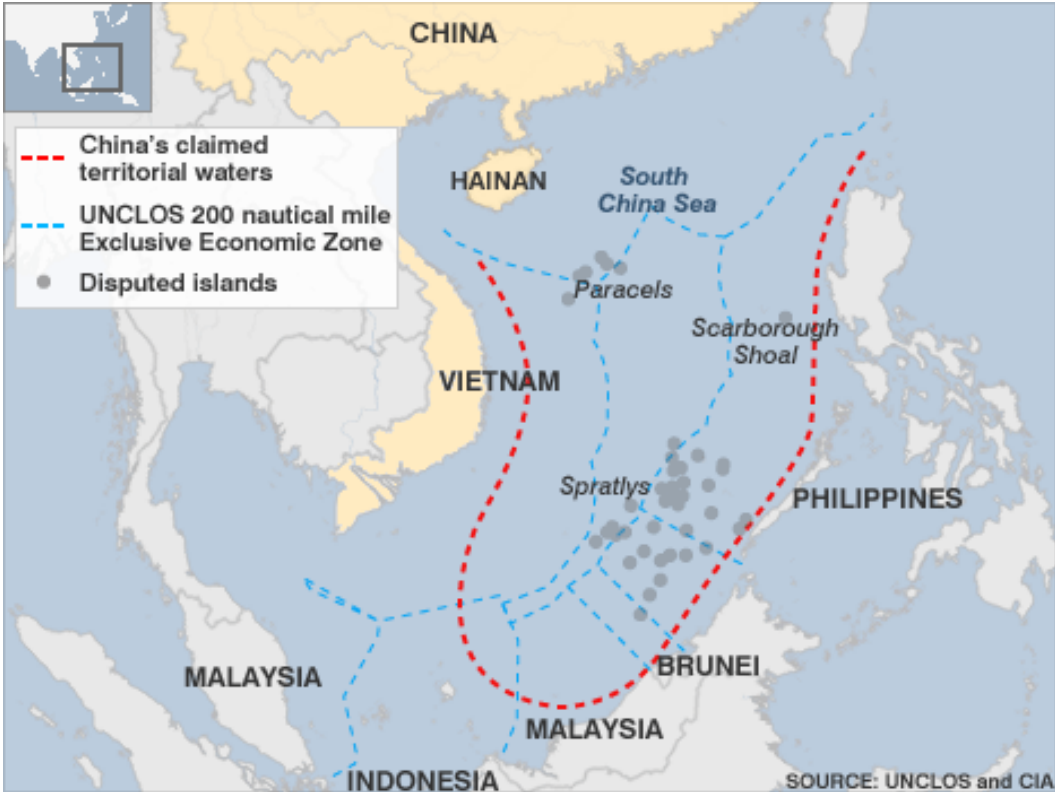 CHINA
China's claimed
territorial waters
UNCLOS 200 nautical mile
Exclusive Economic Zone
Disputed islands
HAINAN
South
China Sea
Paracels
Scarborough
Shoal
VIETNAM
Spratlys
PHILIPPINES
MALAYSIA
BRUNEI
MALAYSIA
INDONESIA
SOURCE: UNCLOS and CIA